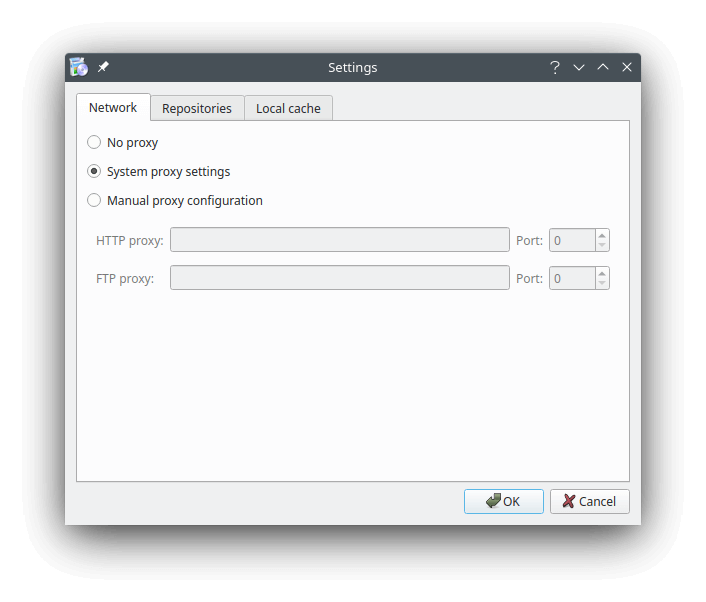 Settings
Network Repositories Local cache
No proxy
System proxy settings
Manual proxy configuration
HTTP proxy: Port: 0
FTP proxy: Port: 0
OK Cancel